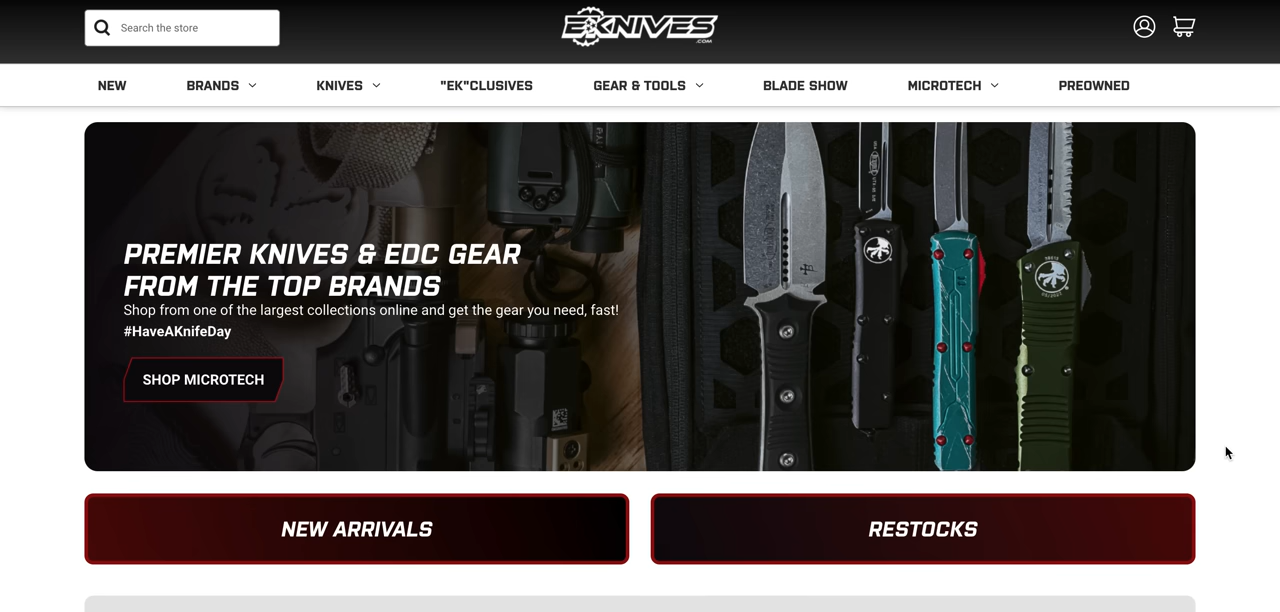 Search the store
EKNIVES
.COM
NEW
BRANDS
KNIVES
"EK"CLUSIVES
GEAR & TOOLS
BLADE SHOW
MICROTECH
PREOWNED
PREMIER KNIVES & EDC GEAR
FROM THE TOP BRANDS
Shop from one of the largest collections online and get the gear you need, fast!
#HaveAKnifeDay
SHOP MICROTECH
NEW ARRIVALS
RESTOCKS